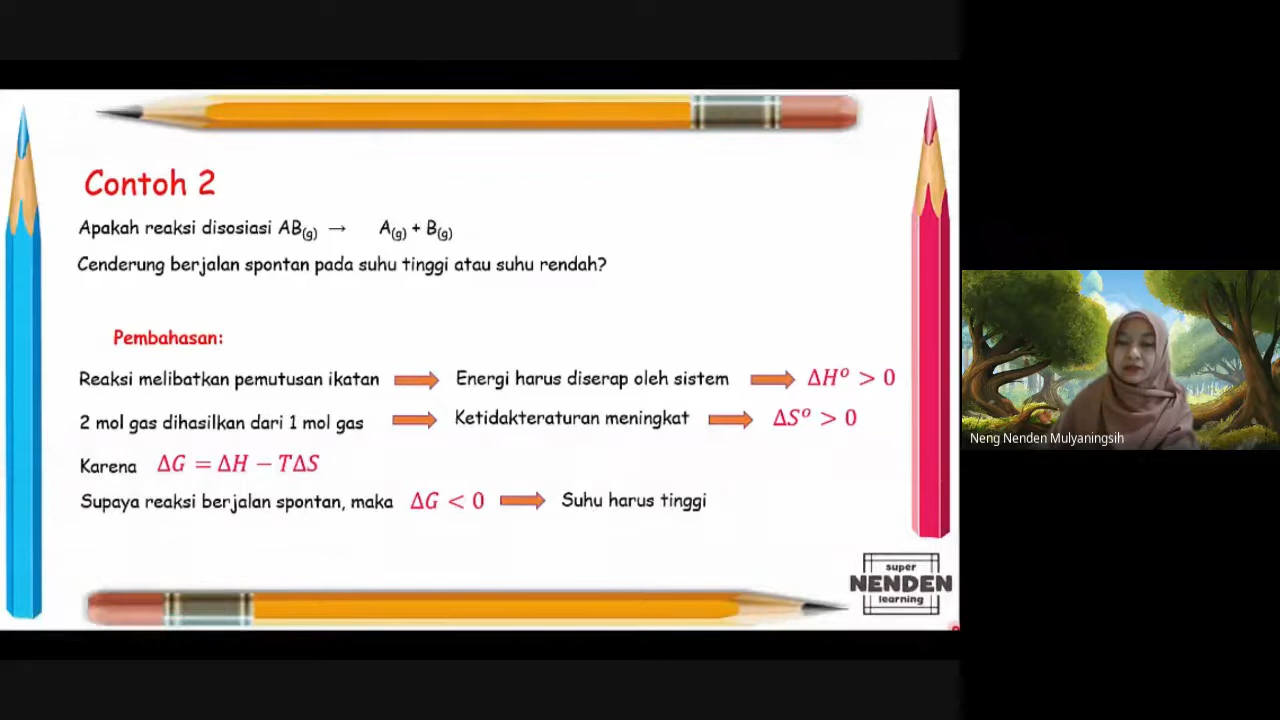 Contoh 2
Apakah reaksi disosiasi AB(g) → A(g) + B(g)
Cenderung berjalan spontan pada suhu tinggi atau suhu rendah?
Pembahasan:
Reaksi melibatkan pemutusan ikatan Energi harus diserap oleh sistem ΔH° > 0
2 mol gas dihasilkan dari 1 mol gas Ketidakteraturan meningkat ΔS° > 0
Karena ΔG = ΔH − TΔS
Supaya reaksi berjalan spontan, maka ΔG < 0 Suhu harus tinggi
super
NENDEN
learning
Neng Nenden Mulyaningsih